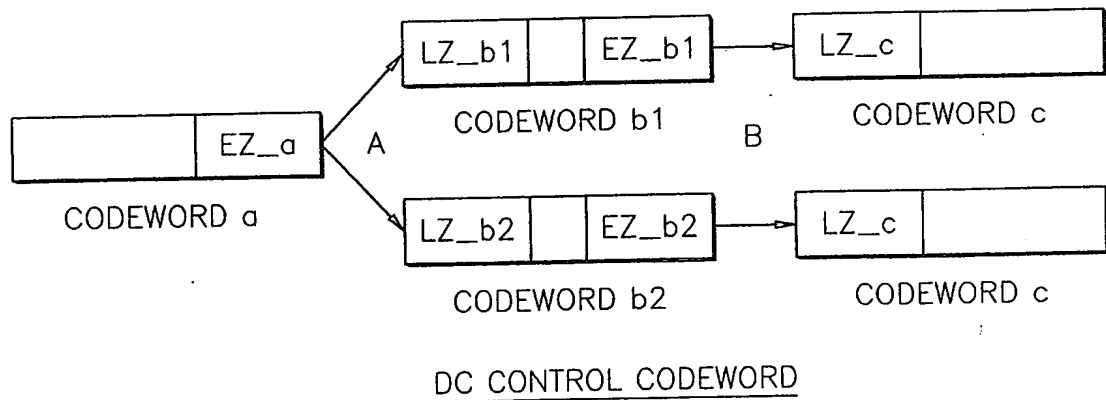 LZ_b1 EZ_b1 LZ_c
CODEWORD b1 CODEWORD c
EZ_a A B
CODEWORD a
LZ_b2 EZ_b2 LZ_c
CODEWORD b2 CODEWORD c
DC CONTROL CODEWORD